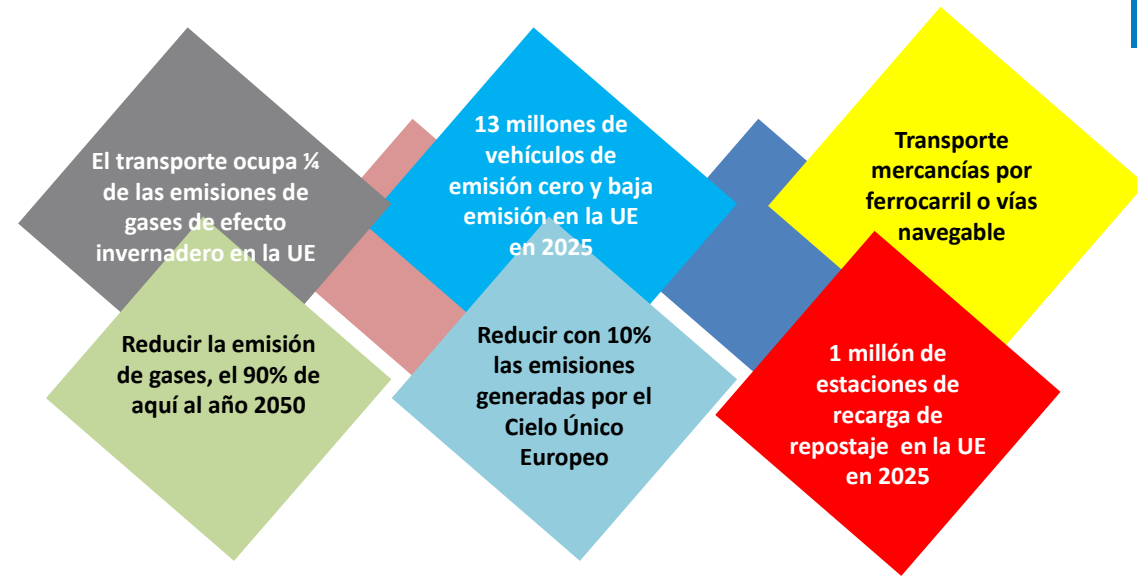 El transporte ocupa ¼
de las emisiones de
gases de efecto
invernadero en la UE
13 millones de
vehículos de
emisión cero y baja
emisión en la UE
en 2025
Transporte
mercancías por
ferrocarril o vías
navegable
Reducir la emisión
de gases, el 90% de
aquí al año 2050
Reducir con 10%
las emisiones
generadas por el
Cielo Único
Europeo
1 millón de
estaciones de
recarga de
repostaje en la UE
en 2025